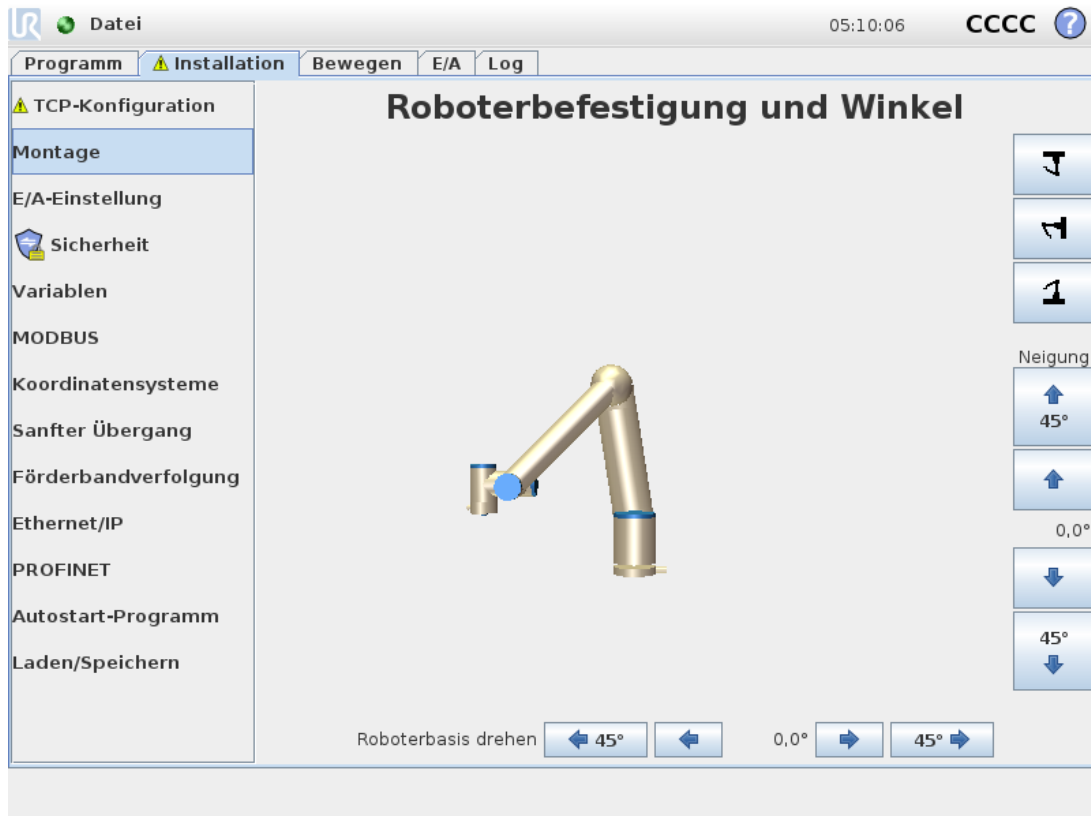 UR Datei 05:10:06 CCCC ?
Programm Installation Bewegen E/A Log
TCP-Konfiguration
Roboterbefestigung und Winkel
Montage
E/A-Einstellung
Sicherheit
Variablen
MODBUS
Koordinatensysteme
Sanfter Übergang
Förderbandverfolgung
Ethernet/IP
PROFINET
Autostart-Programm
Laden/Speichern
Neigung
45°
0,0°
45°
Roboterbasis drehen 45° 0,0° 45°